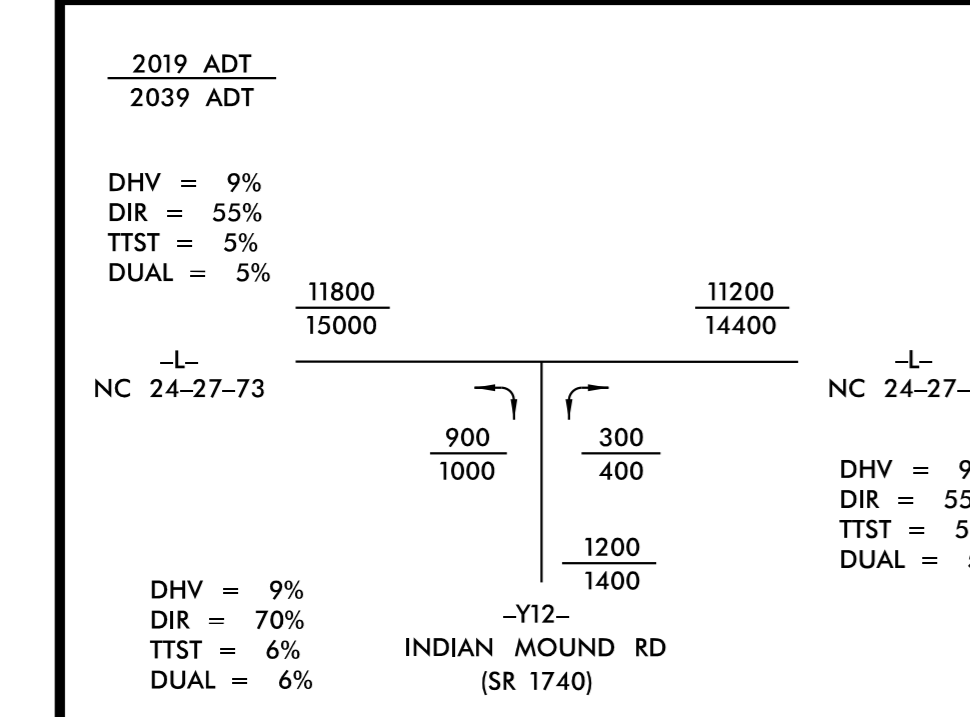 2019 ADT
2039 ADT
DHV = 9%
DIR = 55%
TTST = 5%
DUAL = 5%
11800
15000
11200
14400
–L–
NC 24–27–73
–L–
NC 24–27–
900
1000
300
400
DHV = 9
DIR = 55
TTST = 5
DUAL =
1200
1400
DHV = 9%
DIR = 70%
TTST = 6%
DUAL = 6%
–Y12–
INDIAN MOUND RD
(SR 1740)